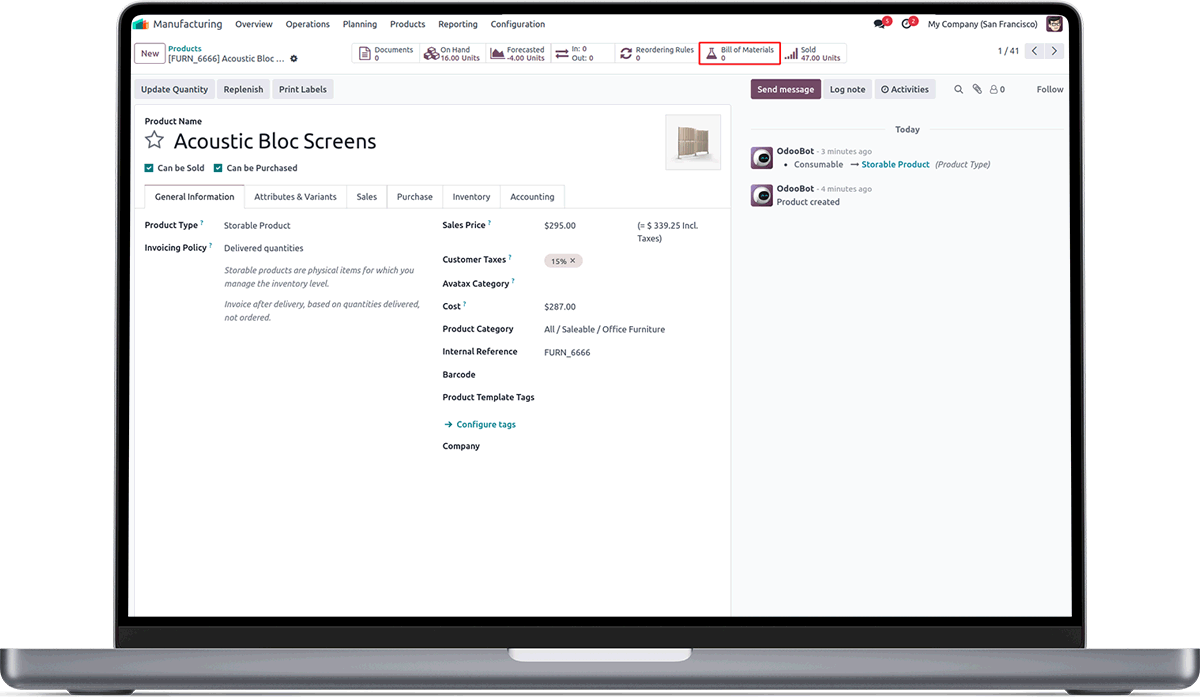 Manufacturing Overview Operations Planning Products Reporting Configuration 5 2 My Company (San Francisco)
New Products Documents On Hand Forecasted In: 0 Reordering Rules Bill of Materials Sold 1 / 41
[FURN_6666] Acoustic Bloc ... 0 16.00 Units -4.00 Units Out: 0 0 0 47.00 Units
Update Quantity Replenish Print Labels Send message Log note Activities 0 Follow
Product Name
Acoustic Bloc Screens
Can be Sold Can be Purchased
General Information Attributes & Variants Sales Purchase Inventory Accounting
Product Type ? Storable Product
Invoicing Policy ? Delivered quantities
Storable products are physical items for which you
manage the inventory level.
Invoice after delivery, based on quantities delivered,
not ordered.
Sales Price ? $295.00 (= $ 339.25 Incl.
Taxes)
Customer Taxes ? 15% ×
Avatax Category ?
Cost ? $287.00
Product Category All / Saleable / Office Furniture
Internal Reference FURN_6666
Barcode
Product Template Tags
→ Configure tags
Company
Today
OdooBot - 3 minutes ago
• Consumable → Storable Product (Product Type)
OdooBot - 4 minutes ago
Product created